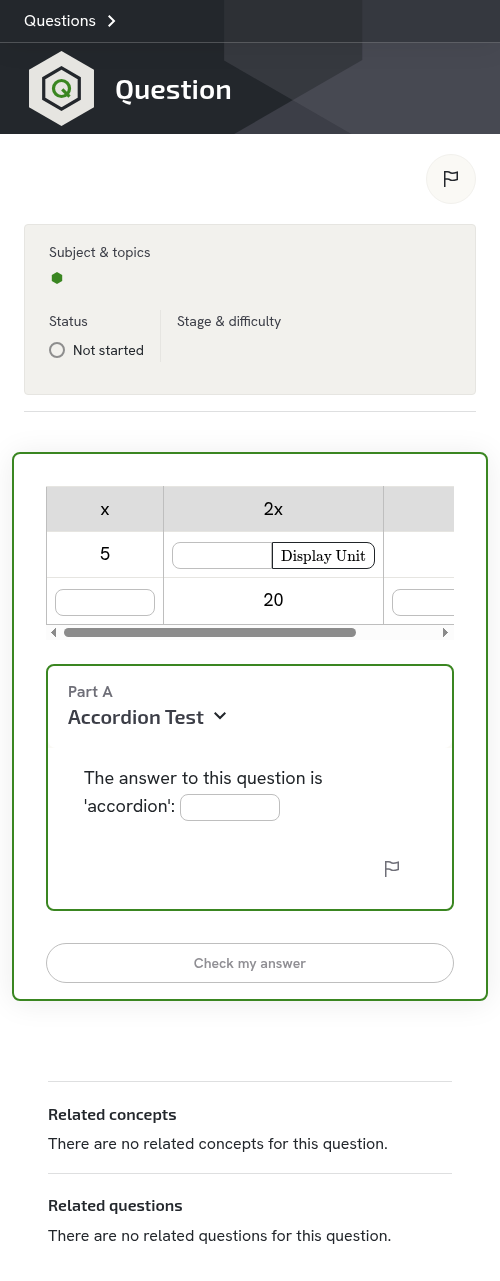 Questions
Question
Subject & topics
Status
Stage & difficulty
Not started
x 2x
5 Display Unit
20
Part A
Accordion Test
The answer to this question is
'accordion':
Check my answer
Related concepts
There are no related concepts for this question.
Related questions
There are no related questions for this question.